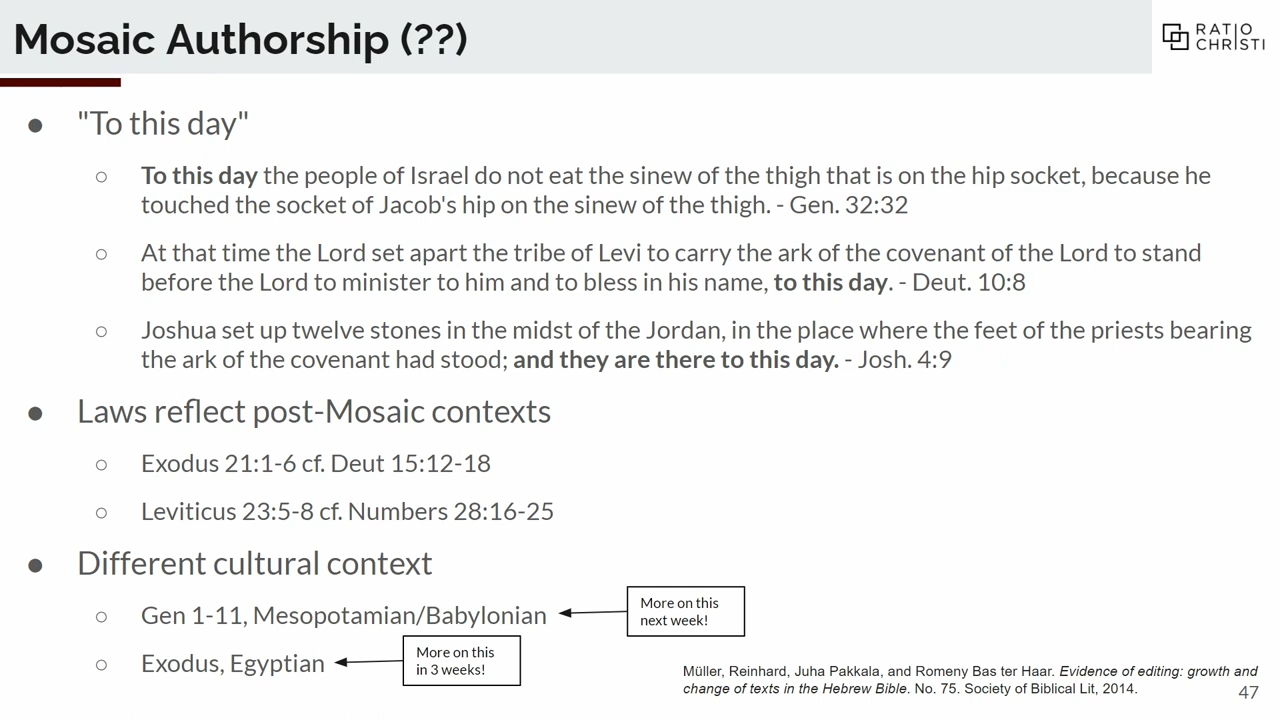 Mosaic Authorship (??)
RATIO
CHRISTI
● "To this day"
○ To this day the people of Israel do not eat the sinew of the thigh that is on the hip socket, because he
touched the socket of Jacob's hip on the sinew of the thigh. - Gen. 32:32
○ At that time the Lord set apart the tribe of Levi to carry the ark of the covenant of the Lord to stand
before the Lord to minister to him and to bless in his name, to this day. - Deut. 10:8
○ Joshua set up twelve stones in the midst of the Jordan, in the place where the feet of the priests bearing
the ark of the covenant had stood; and they are there to this day. - Josh. 4:9
● Laws reflect post-Mosaic contexts
○ Exodus 21:1-6 cf. Deut 15:12-18
○ Leviticus 23:5-8 cf. Numbers 28:16-25
● Different cultural context
○ Gen 1-11, Mesopotamian/Babylonian
More on this
next week!
○ Exodus, Egyptian
More on this
in 3 weeks!
Müller, Reinhard, Juha Pakkala, and Romeny Bas ter Haar. Evidence of editing: growth and
change of texts in the Hebrew Bible. No. 75. Society of Biblical Lit, 2014.
47